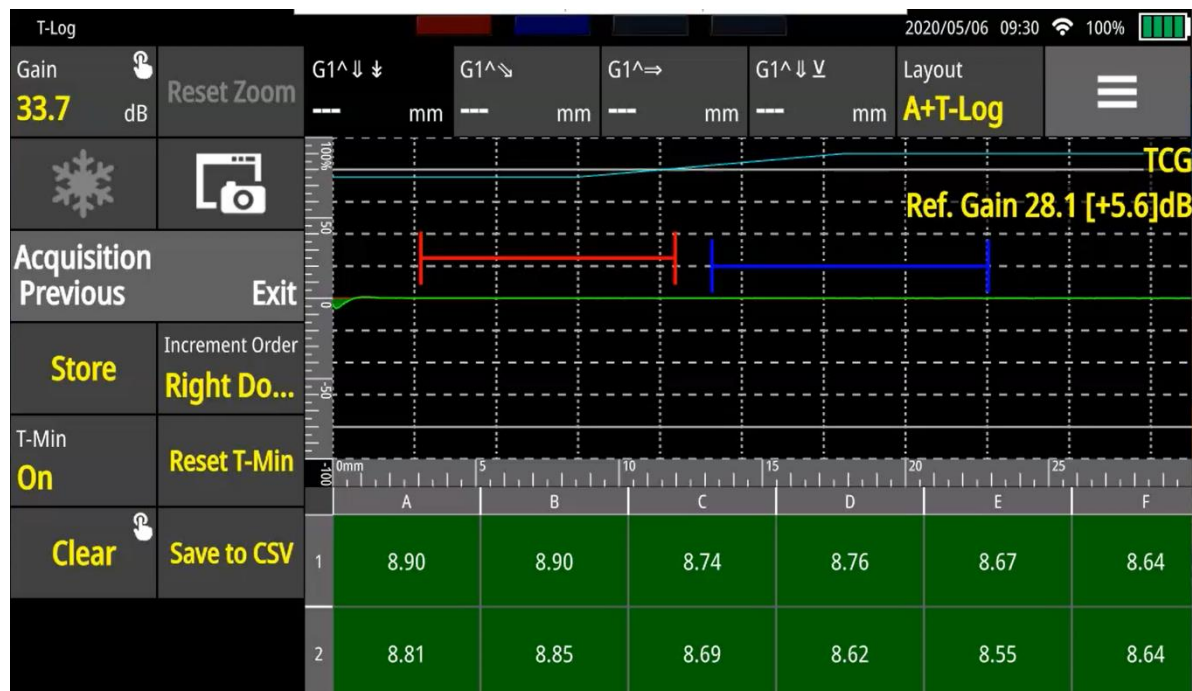 T-Log
2020/05/06 09:30 100%
Gain
33.7 dB
Reset Zoom
G1^⇓↡
--- mm
G1^⇘
--- mm
G1^⇒
--- mm
G1^⇓⊻
--- mm
Layout
A+T-Log
Acquisition
Previous Exit
Store
Increment Order
Right Do...
T-Min
On
Reset T-Min
Clear
Save to CSV
100%
50
0
-50
-100
TCG
Ref. Gain 28.1 [+5.6]dB
0mm 5 10 15 20 25
A B C D E F
1 8.90 8.90 8.74 8.76 8.67 8.64
2 8.81 8.85 8.69 8.62 8.55 8.64